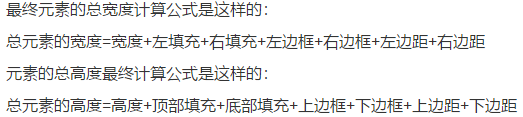 最终元素的总宽度计算公式是这样的：
总元素的宽度=宽度+左填充+右填充+左边框+右边框+左边距+右边距
元素的总高度最终计算公式是这样的：
总元素的高度=高度+顶部填充+底部填充+上边框+下边框+上边距+下边距